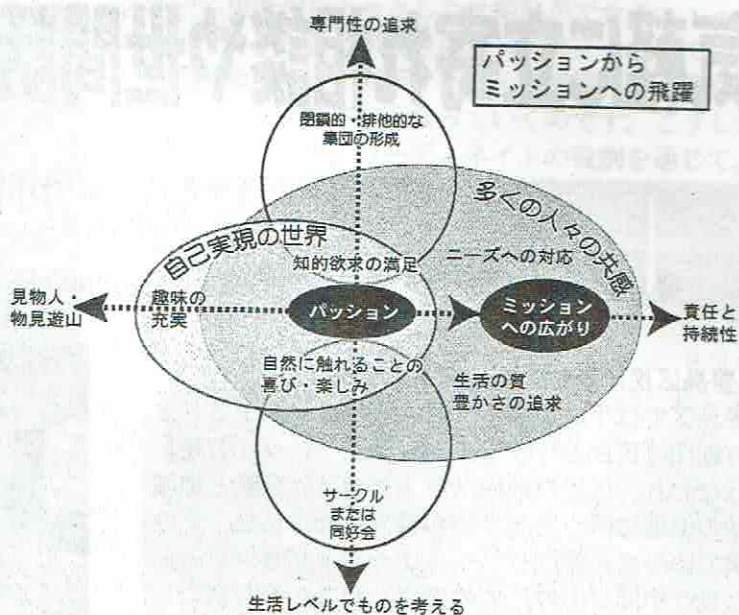 専門性の追求
パッションから
ミッションへの飛躍
閉鎖的・排他的な
集団の形成
多くの人々の共感
自己実現の世界
知的欲求の満足
ニーズへの対応
見物人・
物見遊山
趣味の
充実
パッション
ミッション
への広がり
責任と
持続性
自然に触れることの
喜び・楽しみ
生活の質
豊かさの追求
サークル
または
同好会
生活レベルでものを考える